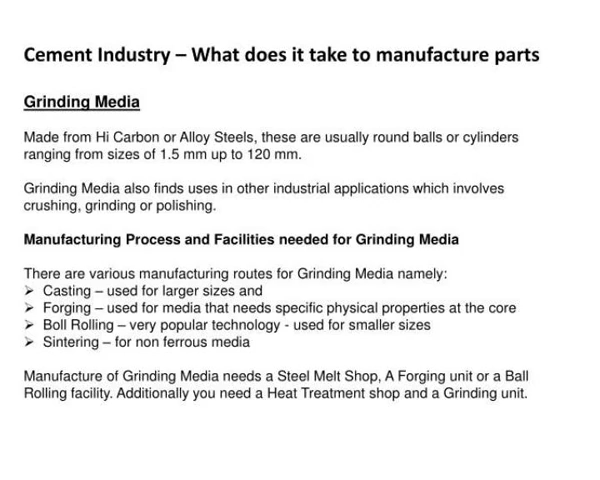 Cement Industry – What does it take to manufacture parts
Grinding Media
Made from Hi Carbon or Alloy Steels, these are usually round balls or cylinders
ranging from sizes of 1.5 mm up to 120 mm.
Grinding Media also finds uses in other industrial applications which involves
crushing, grinding or polishing.
Manufacturing Process and Facilities needed for Grinding Media
There are various manufacturing routes for Grinding Media namely:
➢ Casting – used for larger sizes and
➢ Forging – used for media that needs specific physical properties at the core
➢ Boll Rolling – very popular technology - used for smaller sizes
➢ Sintering – for non ferrous media
Manufacture of Grinding Media needs a Steel Melt Shop, A Forging unit or a Ball
Rolling facility. Additionally you need a Heat Treatment shop and a Grinding unit.